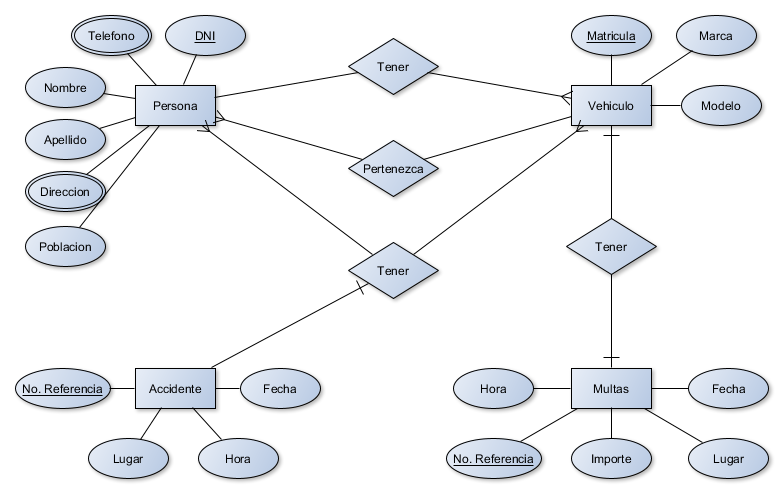 Telefono
DNI
Matricula
Marca
Nombre
Tener
Persona
Vehiculo
Modelo
Apellido
Pertenezca
Direccion
Poblacion
Tener
Tener
No. Referencia
Accidente
Fecha
Hora
Multas
Fecha
Lugar
Hora
No. Referencia
Importe
Lugar